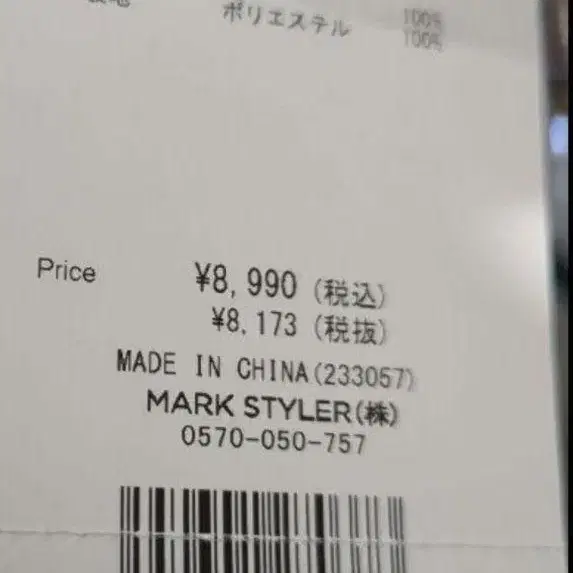 ポリエステル 100%
100%
Price ¥8,990 (税込)
¥8,173 (税抜)
MADE IN CHINA(233057)
MARK STYLER(株)
0570-050-757